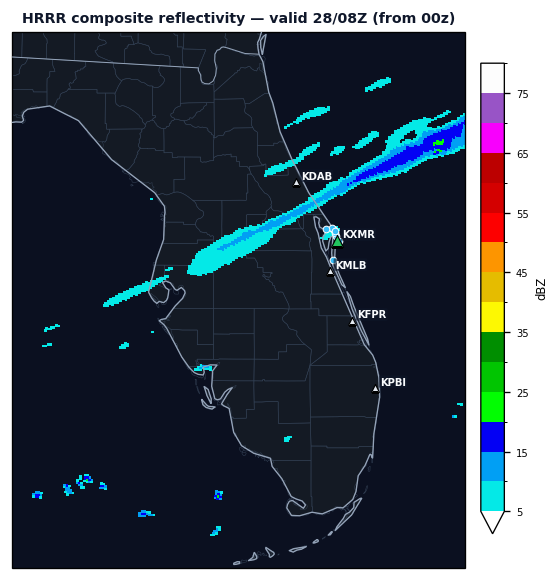 HRRR composite reflectivity — valid 28/08Z (from 00z)
KDAB
KXMR
KMLB
KFPR
KPBI
75
65
55
45
35
25
15
5
dBZ